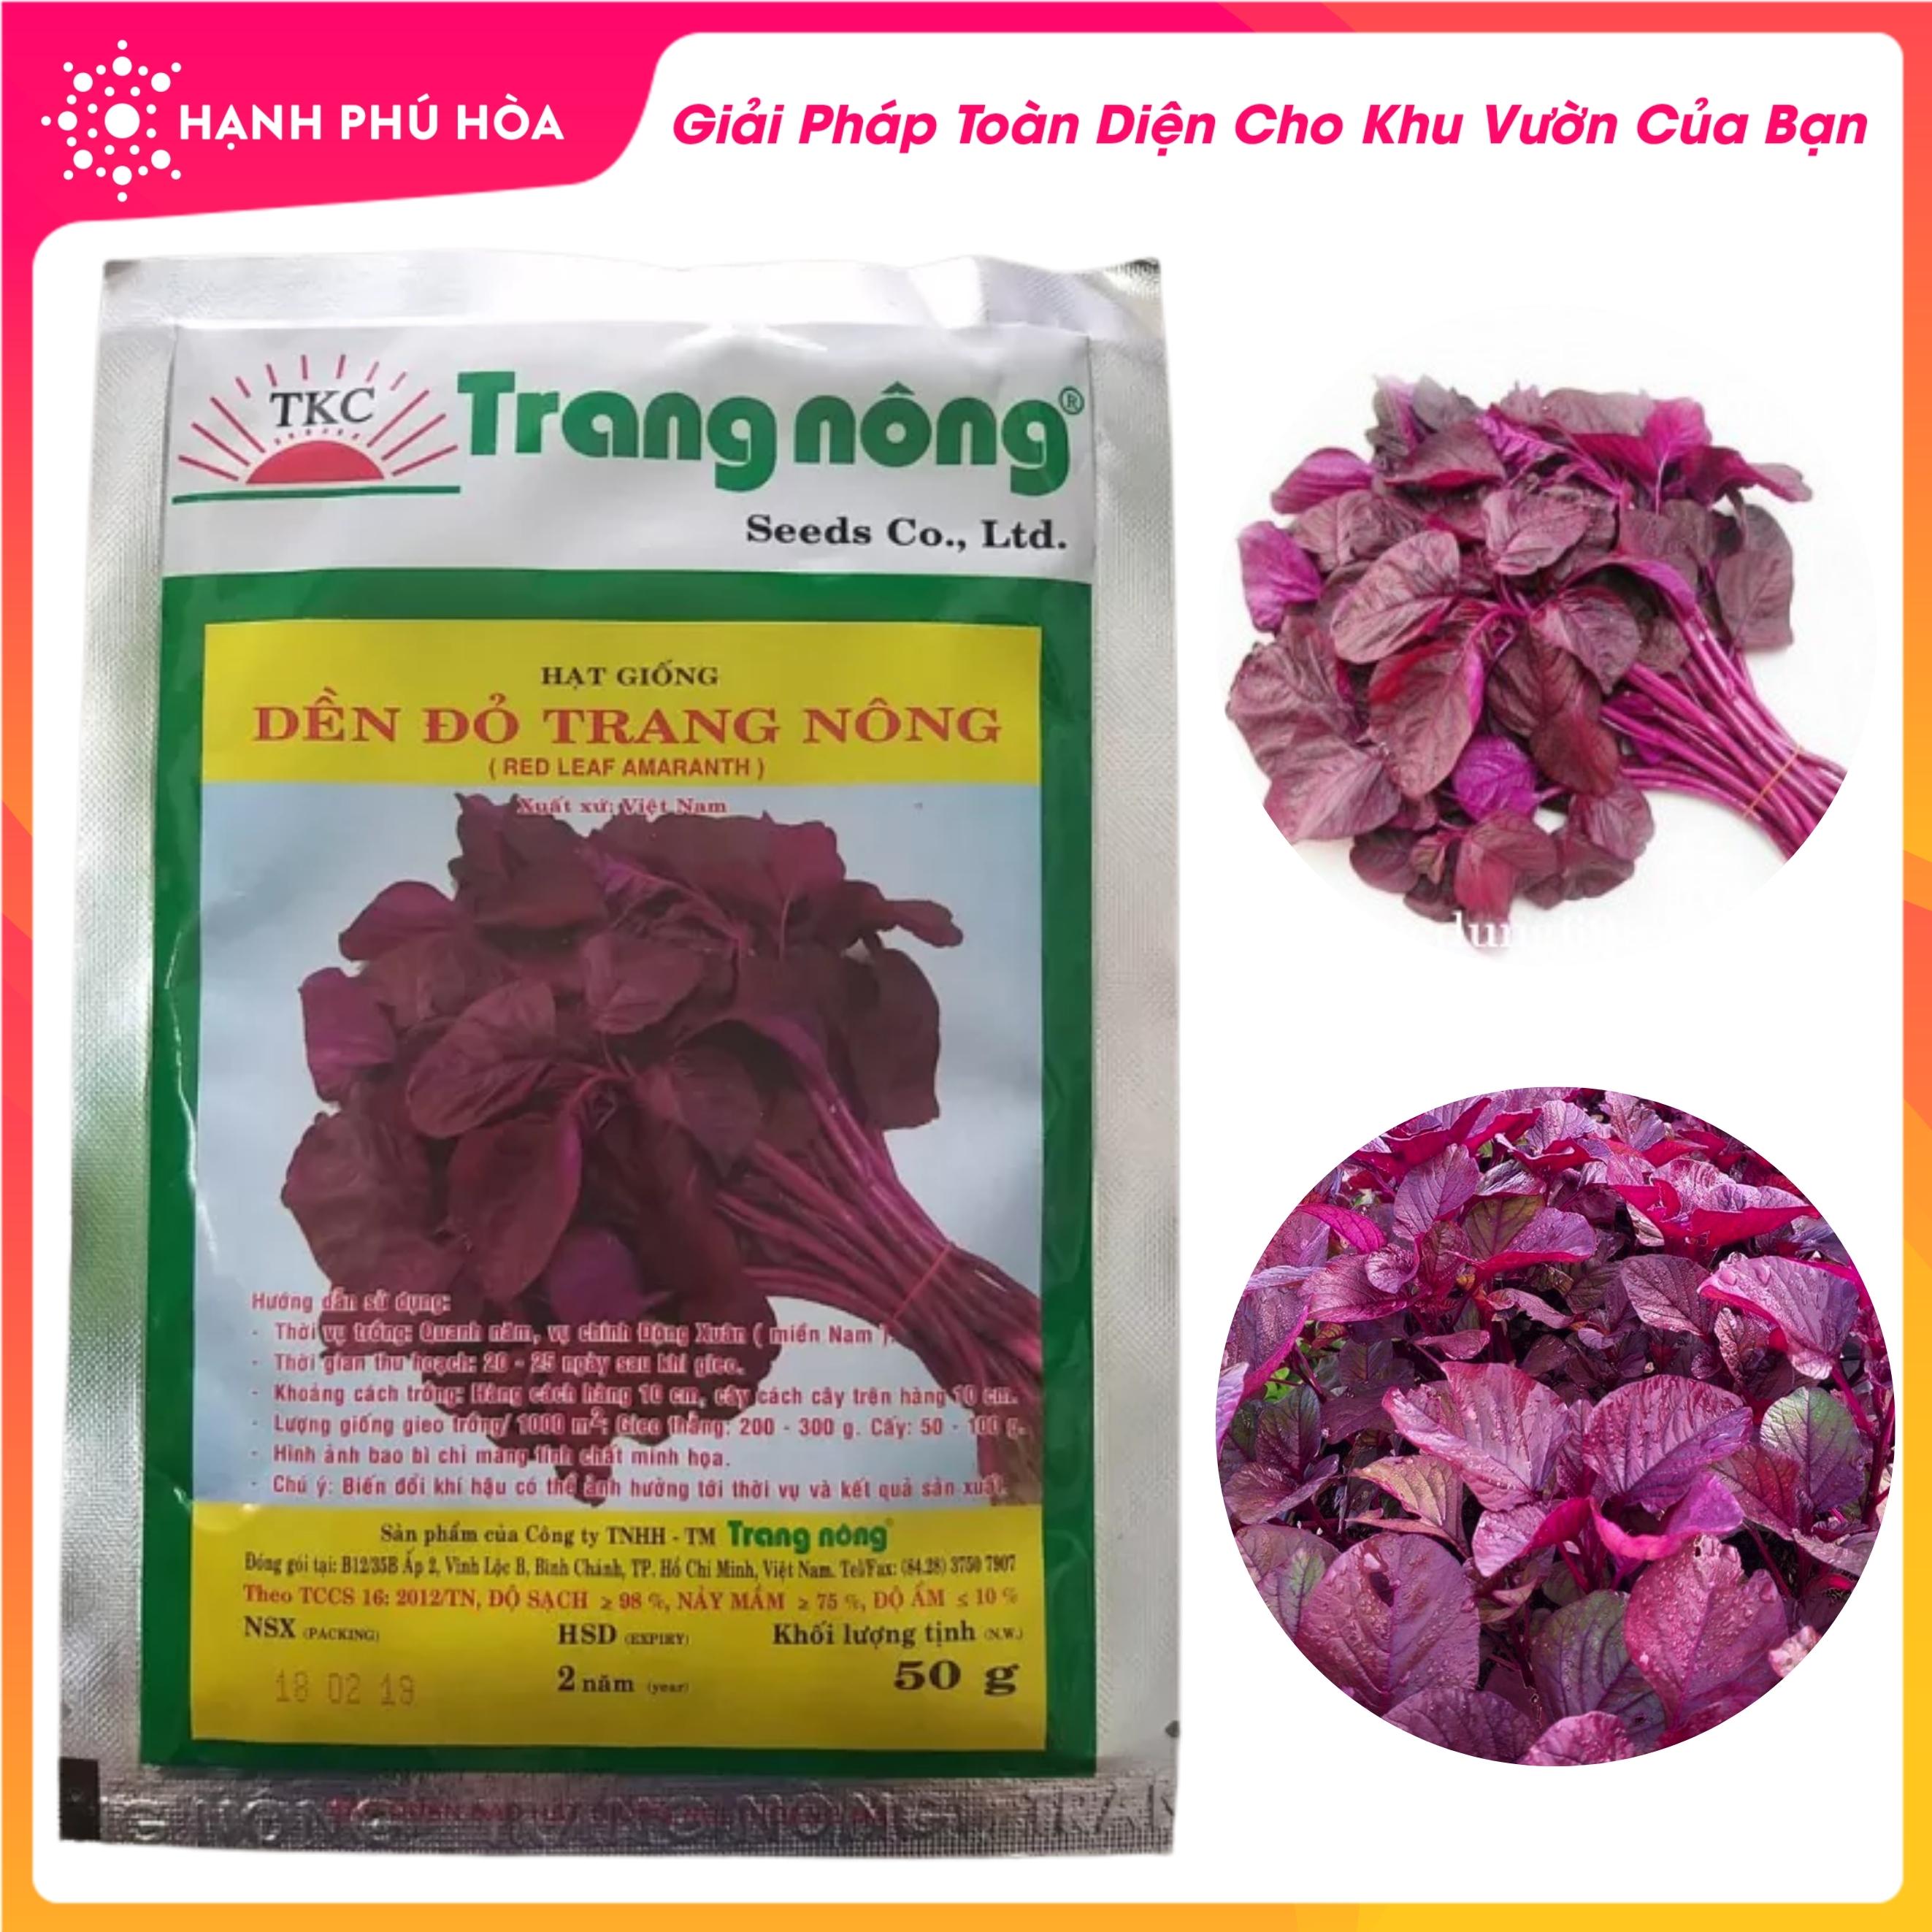 HẠNH PHÚ HÒA
Giải Pháp Toàn Diện Cho Khu Vườn Của Bạn
TKC
Trang nông®
Seeds Co., Ltd.
HẠT GIỐNG
DỀN ĐỎ TRANG NÔNG
( RED LEAF AMARANTH )
Xuất xứ: Việt Nam
Hướng dẫn sử dụng:
- Thời vụ trồng: Quanh năm, vụ chính Đông Xuân ( miền Nam ).
- Thời gian thu hoạch: 20 - 25 ngày sau khi gieo.
- Khoảng cách trồng: Hàng cách hàng 10 cm, cây cách cây trên hàng 10 cm.
- Lượng giống gieo trồng/ 1000 m²: Gieo thẳng: 200 - 300 g. Cấy: 50 - 100 g.
- Hình ảnh bao bì chỉ mang tính chất minh họa.
- Chú ý: Biến đổi khí hậu có thể ảnh hưởng tới thời vụ và kết quả sản xuất.
Sản phẩm của Công ty TNHH - TM Trang nông®
Đóng gói tại: B12/35B Ấp 2, Vĩnh Lộc B, Bình Chánh, TP. Hồ Chí Minh, Việt Nam. Tel/Fax: (84.28) 3750 7907
Theo TCCS 16: 2012/TN, ĐỘ SẠCH ≥ 98 %, NẢY MẦM ≥ 75 %, ĐỘ ẨM ≤ 10 %
NSX (PACKING) HSD (EXPIRY) Khối lượng tịnh (N.W.)
18 02 19 2 năm (year) 50 g